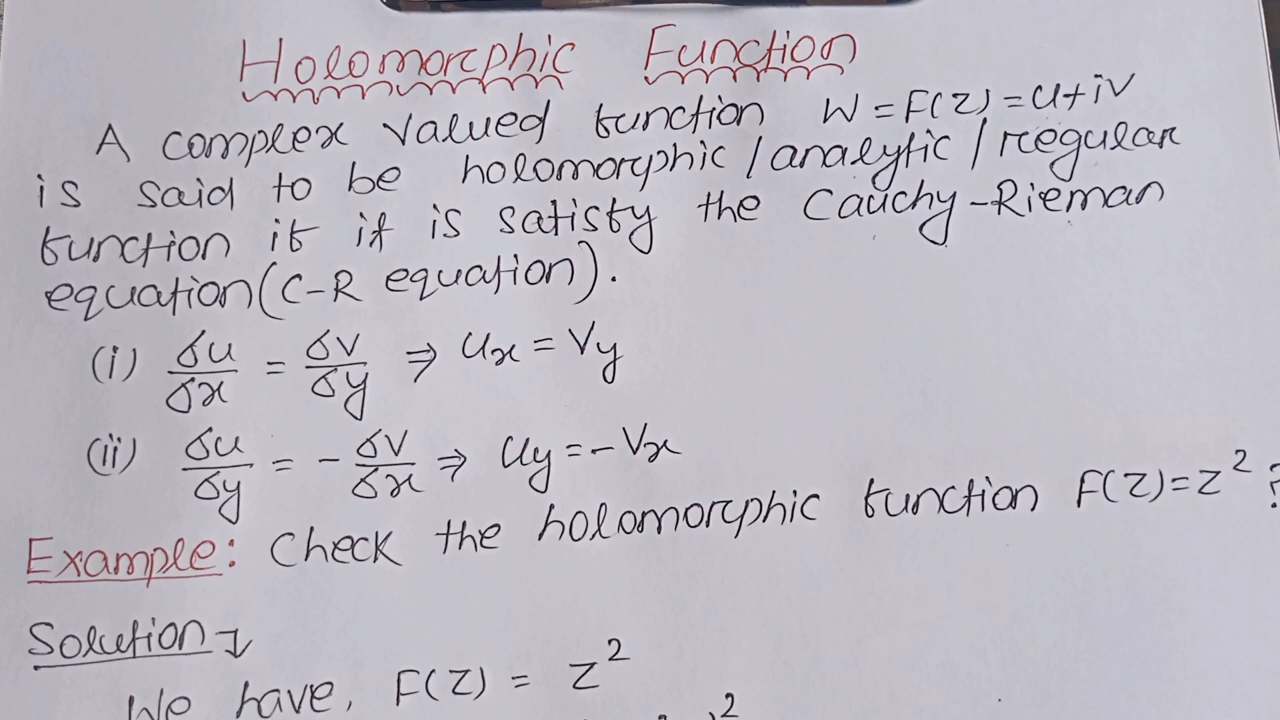 Holomorphic Function
A complex valued function W = F(Z) = u+iv
is said to be holomorphic/analytic/regular
function if it is satisfy the Cauchy-Rieman
equation(C-R equation).
(i) δu/δx = δv/δy ⇒ ux = vy
(ii) δu/δy = - δv/δx ⇒ uy = -vx
Example: Check the holomorphic function F(Z)=Z²?
Solution↴
We have, F(Z) = Z²